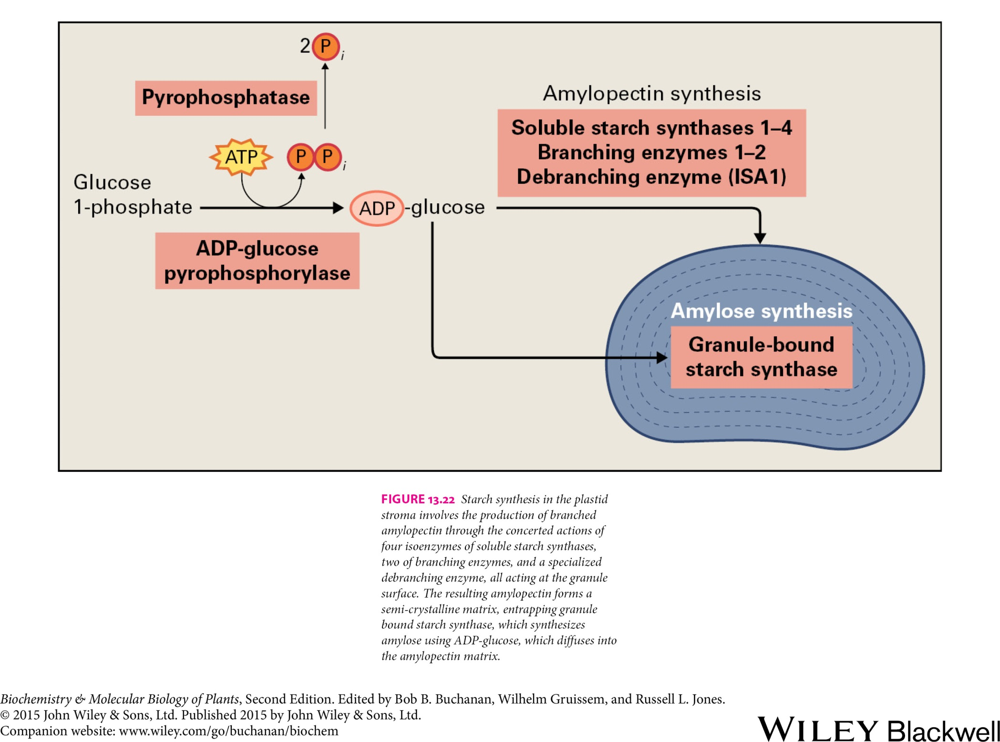 2 P i
Pyrophosphatase
ATP
P P i
Glucose
1-phosphate
ADP -glucose
ADP-glucose
pyrophosphorylase
Amylopectin synthesis
Soluble starch synthases 1–4
Branching enzymes 1–2
Debranching enzyme (ISA1)
Amylose synthesis
Granule-bound
starch synthase
FIGURE 13.22 Starch synthesis in the plastid
stroma involves the production of branched
amylopectin through the concerted actions of
four isoenzymes of soluble starch synthases,
two of branching enzymes, and a specialized
debranching enzyme, all acting at the granule
surface. The resulting amylopectin forms a
semi-crystalline matrix, entrapping granule
bound starch synthase, which synthesizes
amylose using ADP-glucose, which diffuses into
the amylopectin matrix.
Biochemistry & Molecular Biology of Plants, Second Edition. Edited by Bob B. Buchanan, Wilhelm Gruissem, and Russell L. Jones.
© 2015 John Wiley & Sons, Ltd. Published 2015 by John Wiley & Sons, Ltd.
Companion website: www.wiley.com/go/buchanan/biochem
WILEY Blackwell